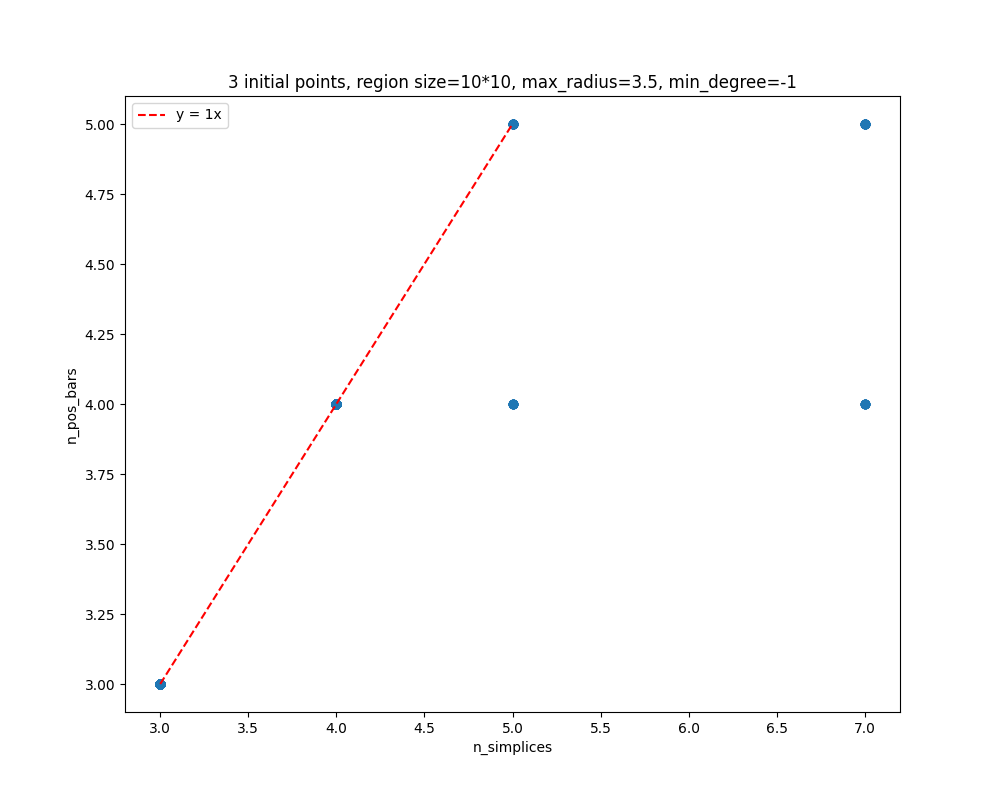 3 initial points, region size=10*10, max_radius=3.5, min_degree=-1
y = 1x
5.00
4.75
4.50
4.25
4.00
3.75
3.50
3.25
3.00
n_pos_bars
3.0 3.5 4.0 4.5 5.0 5.5 6.0 6.5 7.0
n_simplices